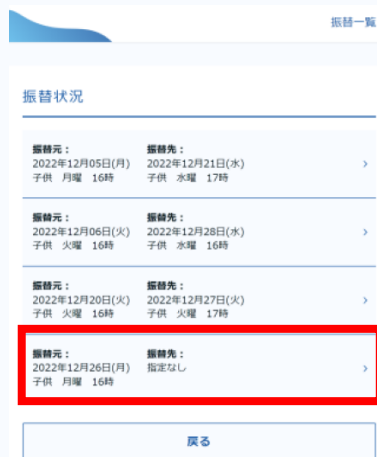 振替一覧
振替状況
振替元： 振替先：
2022年12月05日(月) 2022年12月21日(水)
子供 月曜 16時 子供 水曜 17時
振替元： 振替先：
2022年12月06日(火) 2022年12月28日(水)
子供 火曜 16時 子供 水曜 16時
振替元： 振替先：
2022年12月20日(火) 2022年12月27日(火)
子供 火曜 16時 子供 火曜 17時
振替元： 振替先：
2022年12月26日(月) 指定なし
子供 月曜 16時
戻る